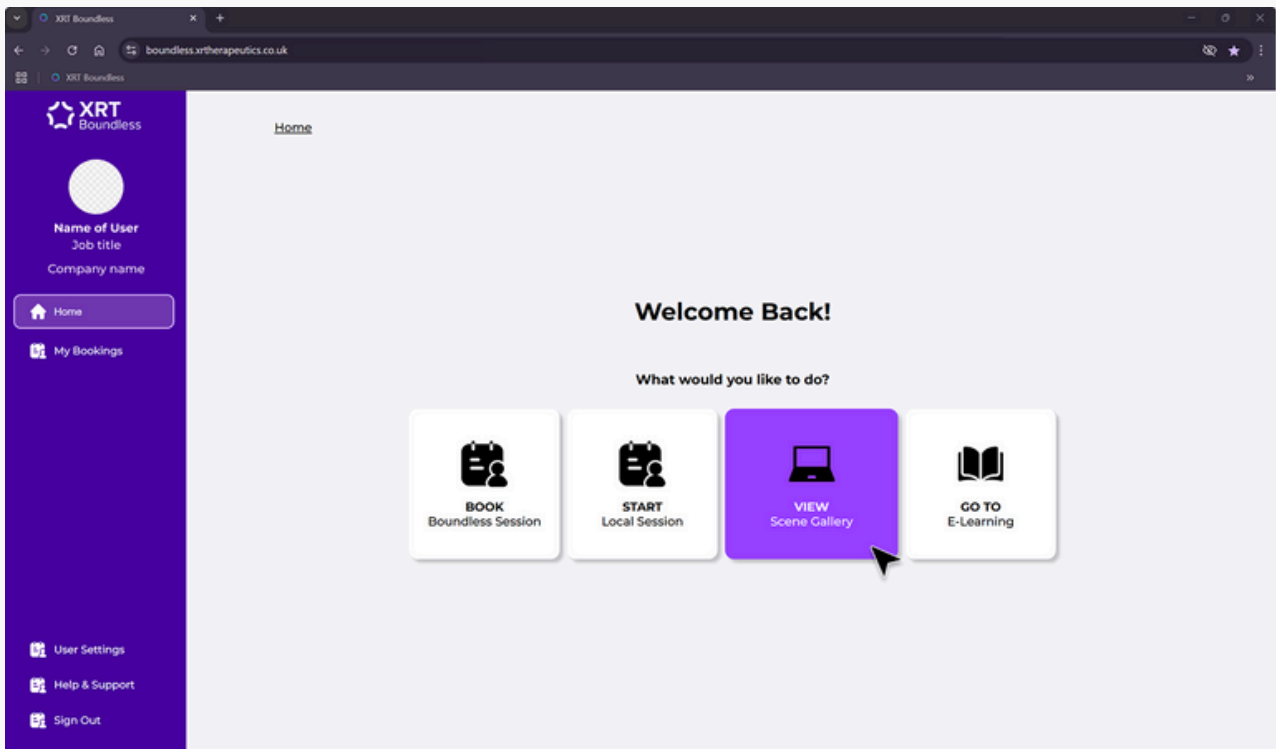 XRT Boundless
boundless.xrtherapeutics.co.uk
XRT Boundless
XRT
Boundless
Name of User
Job title
Company name
Home
My Bookings
User Settings
Help & Support
Sign Out
Home
Welcome Back!
What would you like to do?
BOOK
Boundless Session
START
Local Session
VIEW
Scene Gallery
GO TO
E-Learning